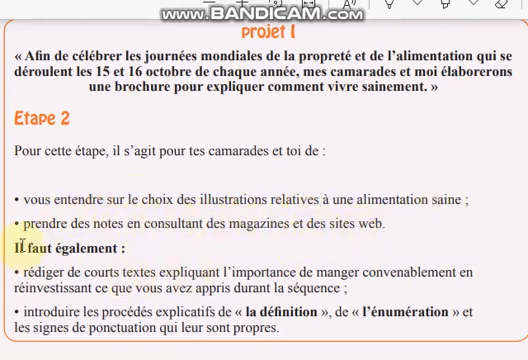 www.BANDICAM.com
projet 1
« Afin de célébrer les journées mondiales de la propreté et de l'alimentation qui se
déroulent les 15 et 16 octobre de chaque année, mes camarades et moi élaborerons
une brochure pour expliquer comment vivre sainement. »
Etape 2
Pour cette étape, il s'agit pour tes camarades et toi de :
• vous entendre sur le choix des illustrations relatives à une alimentation saine ;
• prendre des notes en consultant des magazines et des sites web.
Il faut également :
• rédiger de courts textes expliquant l'importance de manger convenablement en
réinvestissant ce que vous avez appris durant la séquence ;
• introduire les procédés explicatifs de « la définition », de « l'énumération » et
les signes de ponctuation qui leur sont propres.